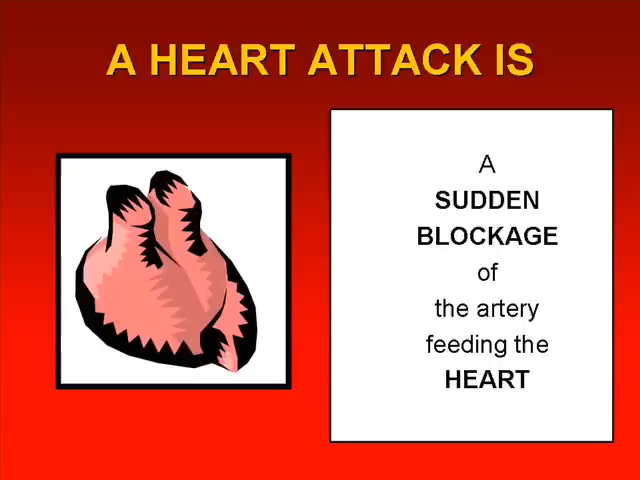 A HEART ATTACK IS
A
SUDDEN
BLOCKAGE
of
the artery
feeding the
HEART